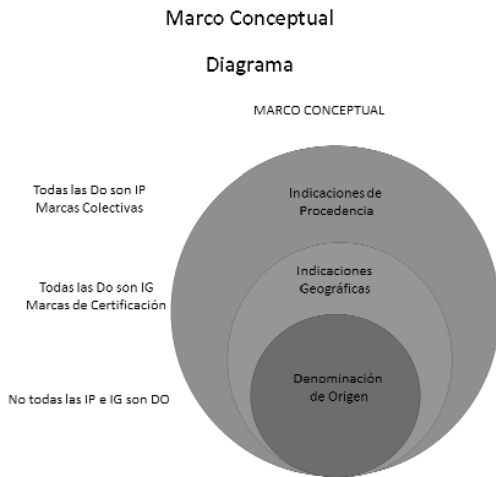 Marco Conceptual
Diagrama
MARCO CONCEPTUAL
Todas las Do son IP
Marcas Colectivas
Indicaciones de
Procedencia
Todas las Do son IG
Marcas de Certificación
Indicaciones
Geográficas
No todas las IP e IG son DO
Denominación
de Origen